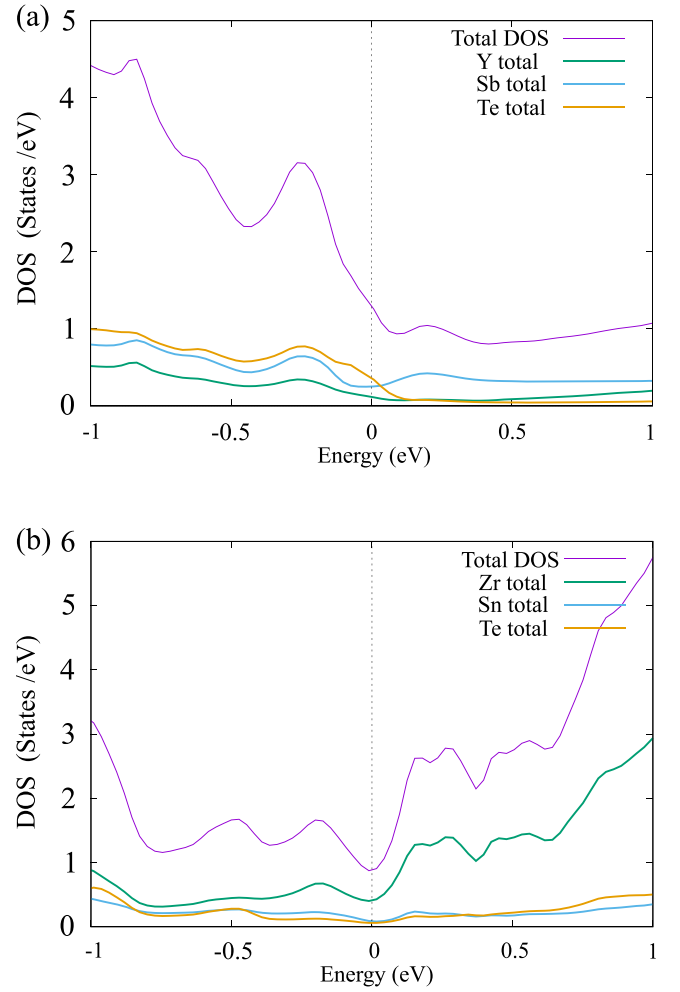 (a)
5
4
3
2
1
0
DOS (States /eV)
Total DOS
Y total
Sb total
Te total
-1
-0.5
0
0.5
1
Energy (eV)
(b)
6
5
4
3
2
1
0
DOS (States /eV)
Total DOS
Zr total
Sn total
Te total
-1
-0.5
0
0.5
1
Energy (eV)